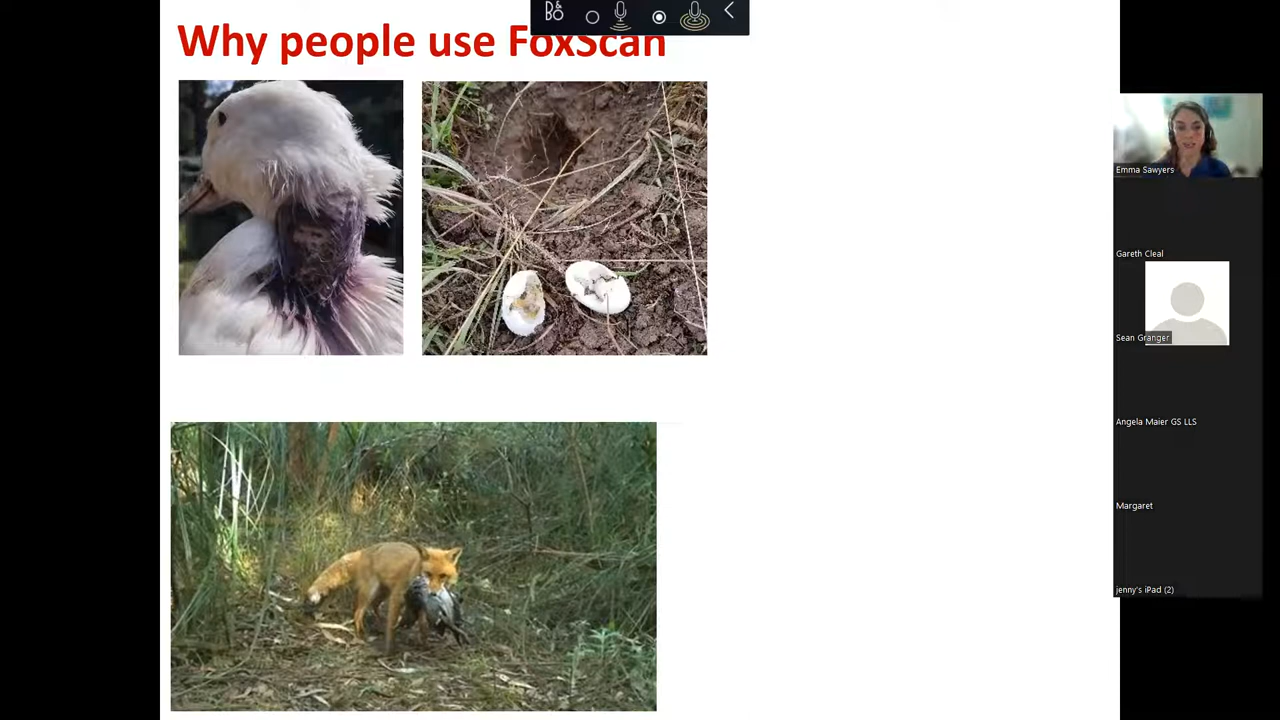 Why people use FoxScan
Emma Sawyers
Gareth Cleal
Sean Granger
Angela Maier GS LLS
Margaret
jenny's iPad (2)